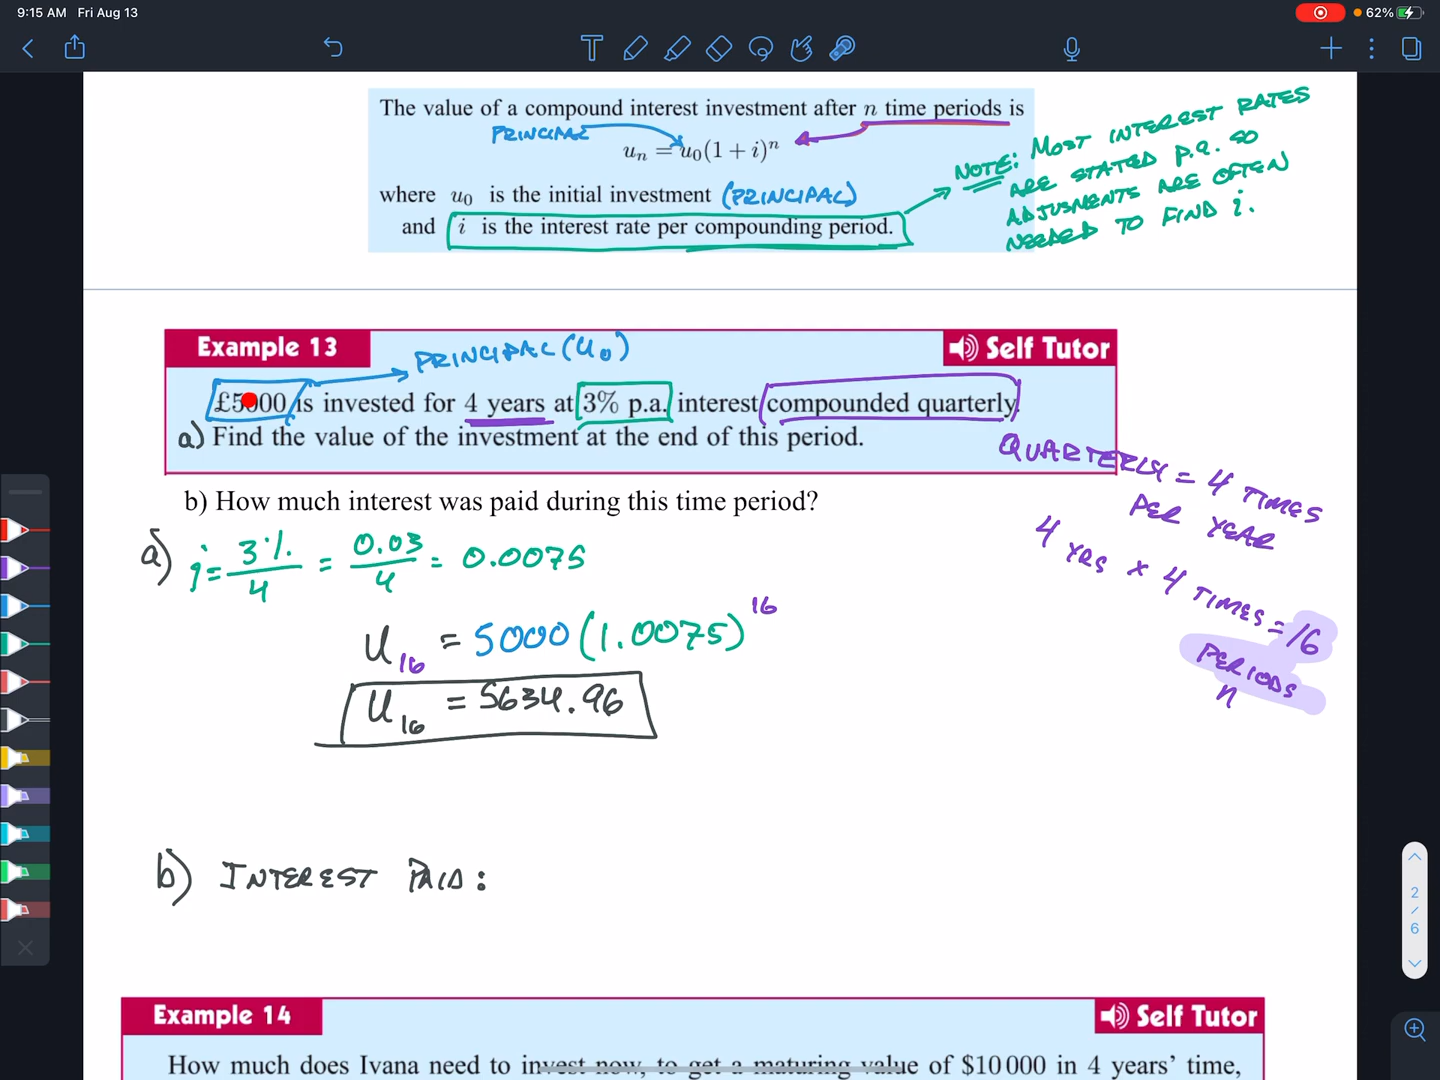 9:15 AM Fri Aug 13
62%
The value of a compound interest investment after n time periods is
PRINCIPAL
uₙ = u₀(1 + i)ⁿ
where u₀ is the initial investment (PRINCIPAL)
and i is the interest rate per compounding period.
NOTE: MOST INTEREST RATES
ARE STATED p.a. SO
ADJUSMENTS ARE OFTEN
NEEDED TO FIND i.
Example 13
Self Tutor
PRINCIPAL (U₀)
£5000 is invested for 4 years at 3% p.a. interest compounded quarterly.
a) Find the value of the investment at the end of this period.
QUARTERLY = 4 TIMES
PER YEAR
4 YRS × 4 TIMES = 16
PERIODS
n
b) How much interest was paid during this time period?
a) i = 3%/4 = 0.03/4 = 0.0075
U₁₆ = 5000 (1.0075)¹⁶
U₁₆ = 5634.96
b) INTEREST PAID:
2
/
6
Example 14
Self Tutor
How much does Ivana need to invest now, to get a maturing value of $10 000 in 4 years' time,